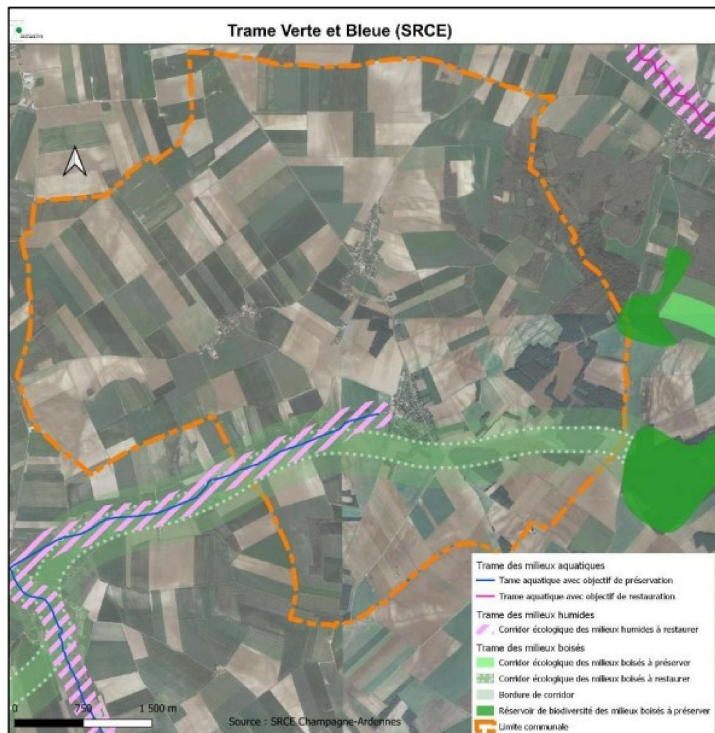 Trame Verte et Bleue (SRCE)
Trame des milieux aquatiques
Tame aquatique avec objectif de préservation
Trame aquatique avec objectif de restauration
Trame des milieux humides
Corridor écologique des milieux humides à restaurer
Trame des milieux boisés
Corridor écologique des milieux boisés à préserver
Corridor écologique des milieux boisés à restaurer
Bordure de corridor
Réservoir de biodiversité des milieux boisés à préserver
Limite communale
0 750 1 500 m
Source : SRCE Champagne-Ardennes